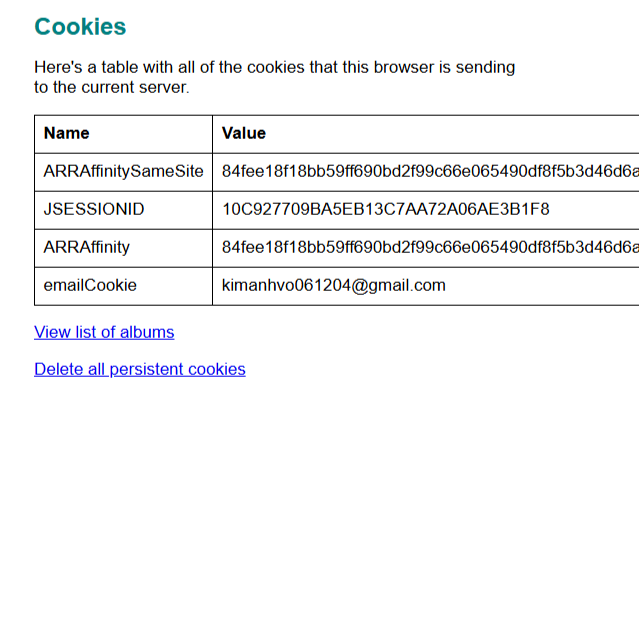 Cookies
Here's a table with all of the cookies that this browser is sending
to the current server.
Name Value
ARRAffinitySameSite 84fee18f18bb59ff690bd2f99c66e065490df8f5b3d46d6a
JSESSIONID 10C927709BA5EB13C7AA72A06AE3B1F8
ARRAffinity 84fee18f18bb59ff690bd2f99c66e065490df8f5b3d46d6a
emailCookie kimanhvo061204@gmail.com
View list of albums
Delete all persistent cookies